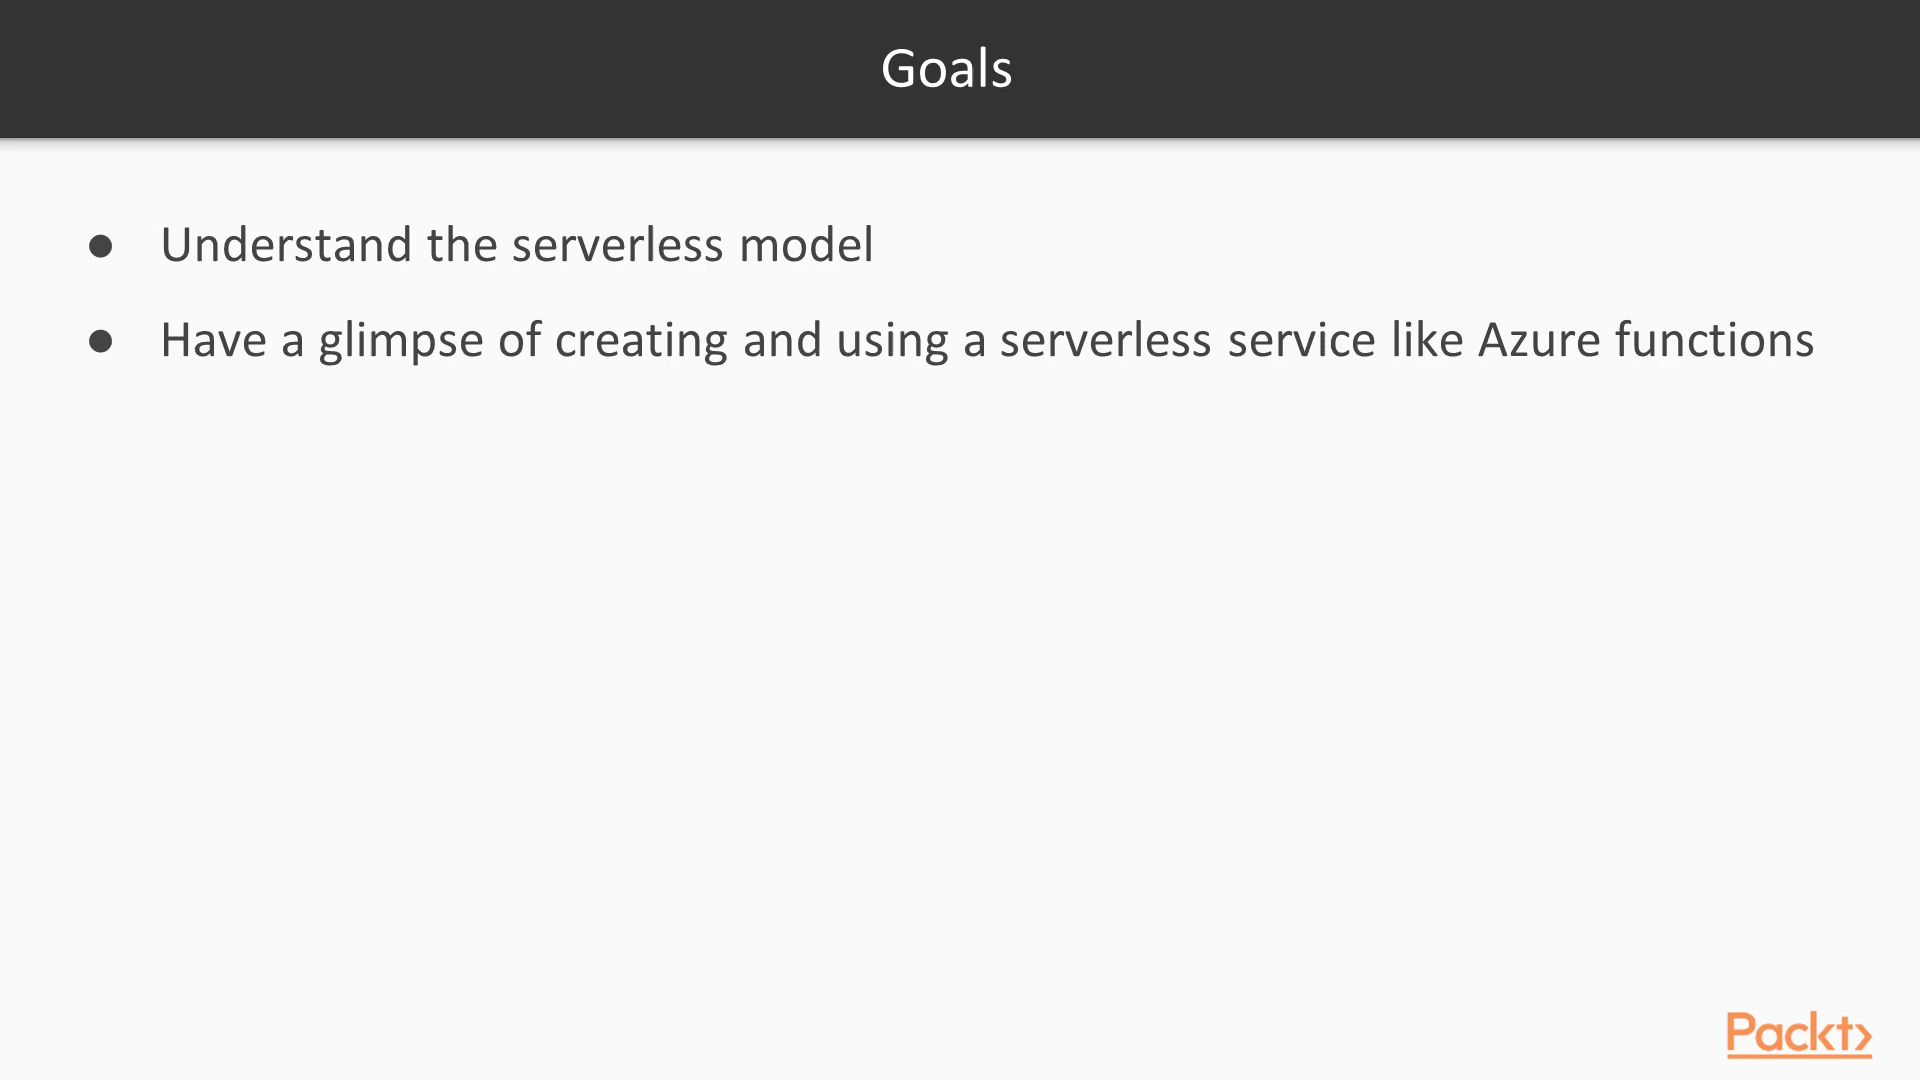 Goals
● Understand the serverless model
● Have a glimpse of creating and using a serverless service like Azure functions
Packt>